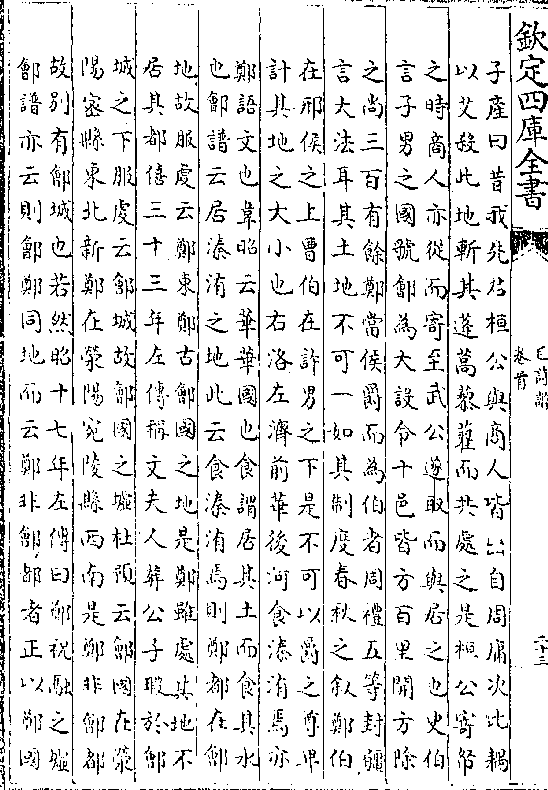 欽定四庫全書
毛詩譜
卷首
三十三
子產曰昔我先君桓公與商人皆出自周庸次比耦
以艾殺此地斬其蓬蒿藜藋而共處之是桓公寄帑
之時商人亦從而寄至武公遂取而與居之也史伯
言子男之國虢鄶為大設令十邑皆方百里開方除
之尚三百有餘鄭當侯爵而為伯者周禮五等封疆
言大法耳其土地不可一如其制度春秋之敘鄭伯
在邢侯之上曹伯在許男之下是不可以爵之尊卑
計其地之大小也右洛左濟前華後河食溱洧焉亦
鄭語文也韋昭云華華國也食謂居其土而食其水
也鄶譜云居溱洧之地此云食溱洧焉則鄭都在鄶
地故服虔云鄭東鄭古鄶國之地是鄭雖處其地不
居其都僖三十三年左傳稱文夫人葬公子瑕於鄶
城之下服虔云鄶城故鄶國之墟杜預云鄶國在滎
陽密縣東北新鄭在滎陽宛陵縣西南是鄭非鄶都
故别有鄶城也若然昭十七年左傳曰鄭祝融之墟
鄶譜亦云則鄶鄭同地而云鄭非鄶都者正以鄶國